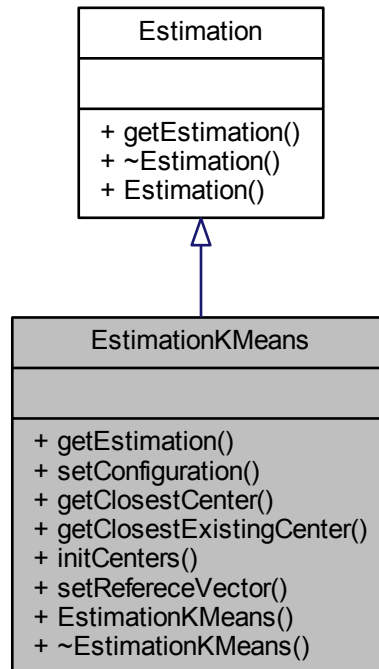 Estimation
+ getEstimation()
+ ~Estimation()
+ Estimation()
EstimationKMeans
+ getEstimation()
+ setConfiguration()
+ getClosestCenter()
+ getClosestExistingCenter()
+ initCenters()
+ setRefereceVector()
+ EstimationKMeans()
+ ~EstimationKMeans()